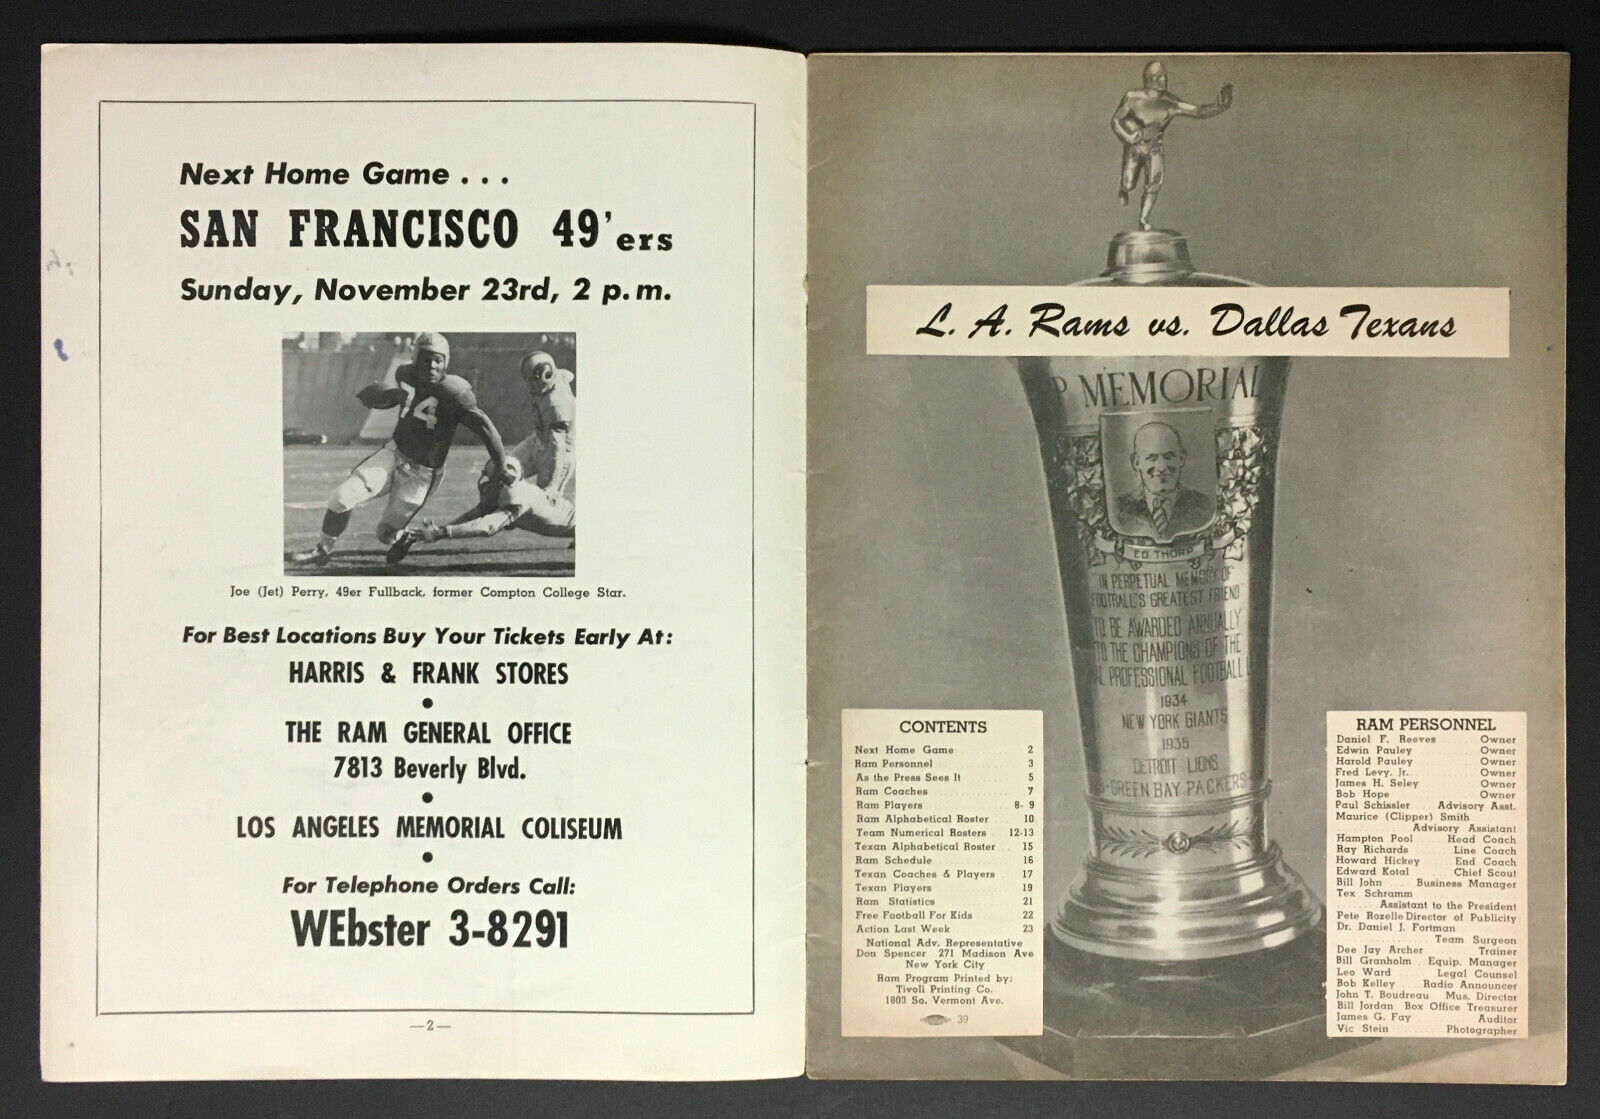 Next Home Game . . .
SAN FRANCISCO 49'ers
Sunday, November 23rd, 2 p.m.
74
Joe (Jet) Perry, 49er Fullback, former Compton College Star.
For Best Locations Buy Your Tickets Early At:
HARRIS & FRANK STORES
•
THE RAM GENERAL OFFICE
7813 Beverly Blvd.
•
LOS ANGELES MEMORIAL COLISEUM
•
For Telephone Orders Call:
WEbster 3-8291
—2—
L. A. Rams vs. Dallas Texans
P MEMORIAL
ED THORP
"IN PERPETUAL MEMORY OF
FOOTBALL'S GREATEST FRIEND"
TO BE AWARDED ANNUALLY
TO THE CHAMPIONS OF THE
AL PROFESSIONAL FOOTBALL L
1934
NEW YORK GIANTS
1935
DETROIT LIONS
GREEN BAY PACKERS
CONTENTS
Next Home Game 2
Ram Personnel 3
As the Press Sees It 5
Ram Coaches 7
Ram Players 8- 9
Ram Alphabetical Roster 10
Team Numerical Rosters 12-13
Texan Alphabetical Roster 15
Ram Schedule 16
Texan Coaches & Players 17
Texan Players 19
Ram Statistics 21
Free Football For Kids 22
Action Last Week 23
National Adv. Representative
Don Spencer 271 Madison Ave
New York City
Ram Program Printed by:
Tivoli Printing Co.
1803 So. Vermont Ave.
39
RAM PERSONNEL
Daniel F. Reeves Owner
Edwin Pauley Owner
Harold Pauley Owner
Fred Levy, Jr. Owner
James H. Seley Owner
Bob Hope Owner
Paul Schissler Advisory Asst.
Maurice (Clipper) Smith
Advisory Assistant
Hampton Pool Head Coach
Ray Richards Line Coach
Howard Hickey End Coach
Edward Kotal Chief Scout
Bill John Business Manager
Tex Schramm
Assistant to the President
Pete Rozelle Director of Publicity
Dr. Daniel J. Fortman
Team Surgeon
Dee Jay Archer Trainer
Bill Granholm Equip. Manager
Leo Ward Legal Counsel
Bob Kelley Radio Announcer
John T. Boudreau Mus. Director
Bill Jordan Box Office Treasurer
James G. Fay Auditor
Vic Stein Photographer